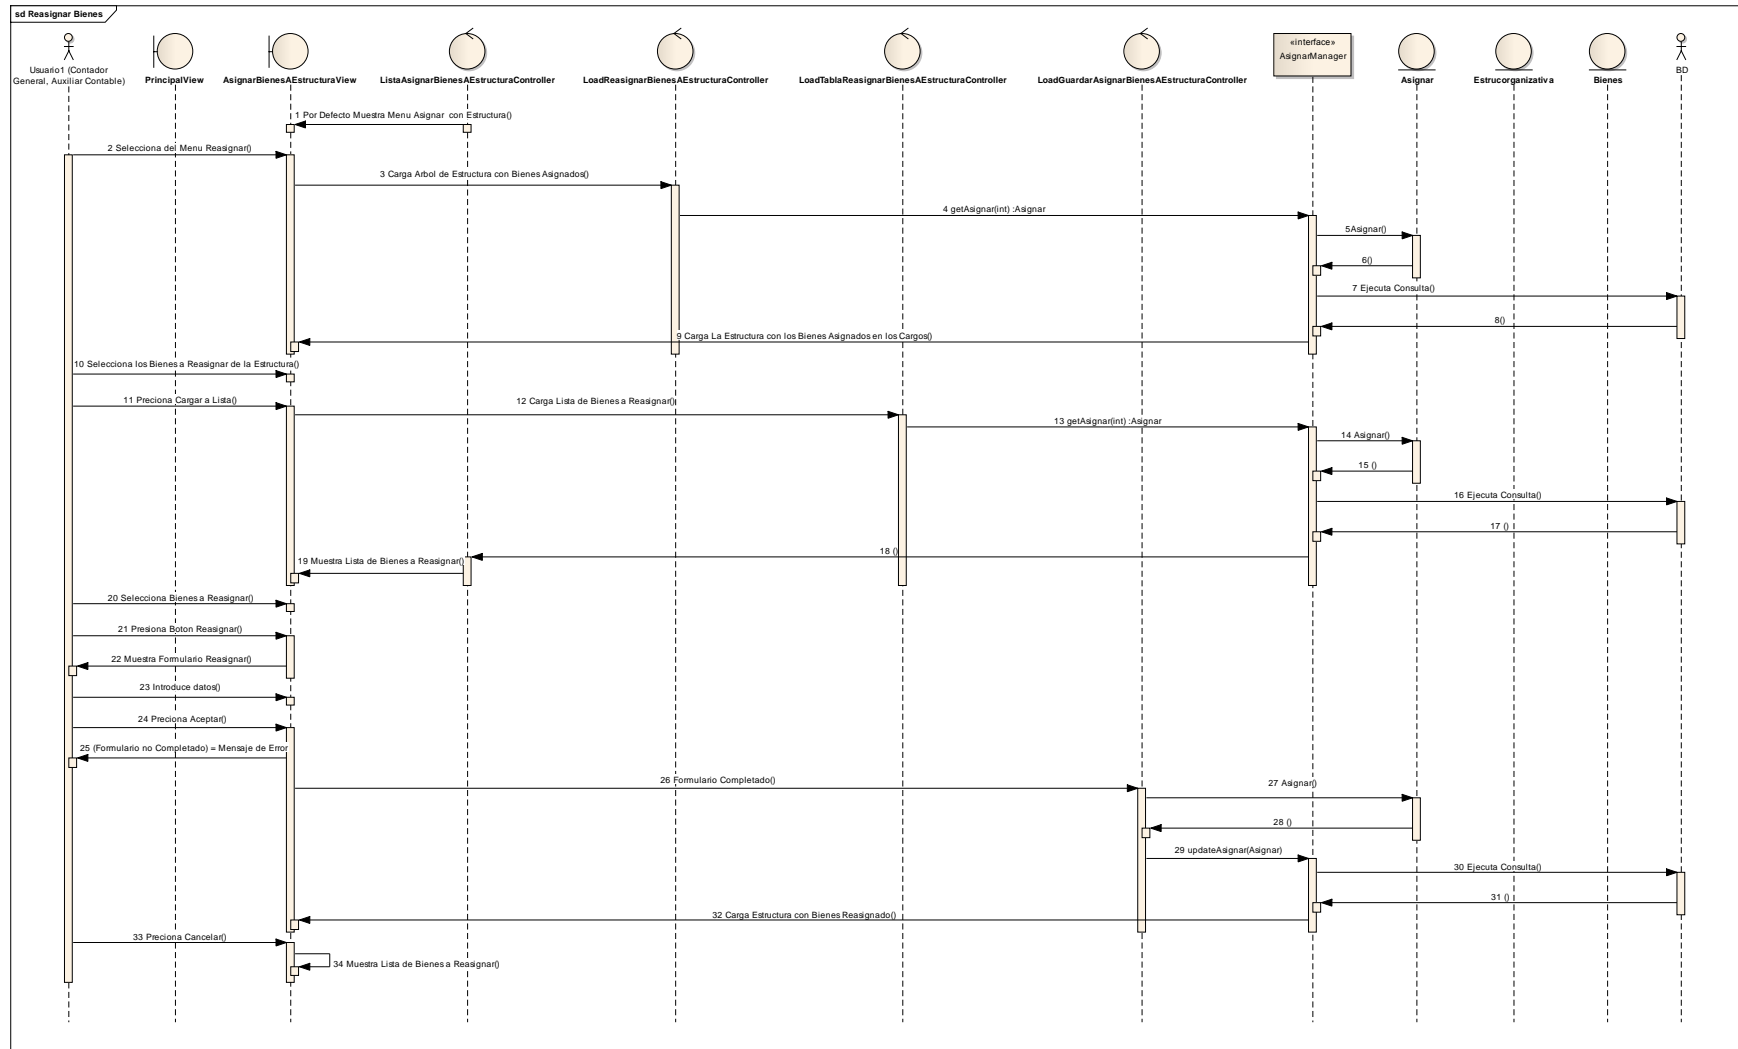 sd Reasignar Bienes
Usuario1 (Contador
General, Auxiliar Contable)
PrincipalView
AsignarBienesAEstructuraView
ListaAsignarBienesAEstructuraController
LoadReasignarBienesAEstructuraController
LoadTablaReasignarBienesAEstructuraController
LoadGuardarAsignarBienesAEstructuraController
«interface»
AsignarManager
Asignar
Estrucorganizativa
Bienes
BD
1 Por Defecto Muestra Menu Asignar con Estructura()
2 Selecciona del Menu Reasignar()
3 Carga Arbol de Estructura con Bienes Asignados()
4 getAsignar(int) :Asignar
5Asignar()
6()
7 Ejecuta Consulta()
8()
9 Carga La Estructura con los Bienes Asignados en los Cargos()
10 Selecciona los Bienes a Reasignar de la Estructura()
11 Preciona Cargar a Lista()
12 Carga Lista de Bienes a Reasignar()
13 getAsignar(int) :Asignar
14 Asignar()
15 ()
16 Ejecuta Consulta()
17 ()
18 ()
19 Muestra Lista de Bienes a Reasignar()
20 Selecciona Bienes a Reasignar()
21 Presiona Boton Reasignar()
22 Muestra Formulario Reasignar()
23 Introduce datos()
24 Preciona Aceptar()
25 (Formulario no Completado) = Mensaje de Error
26 Formulario Completado()
27 Asignar()
28 ()
29 updateAsignar(Asignar)
30 Ejecuta Consulta()
31 ()
32 Carga Estructura con Bienes Reasignado()
33 Preciona Cancelar()
34 Muestra Lista de Bienes a Reasignar()